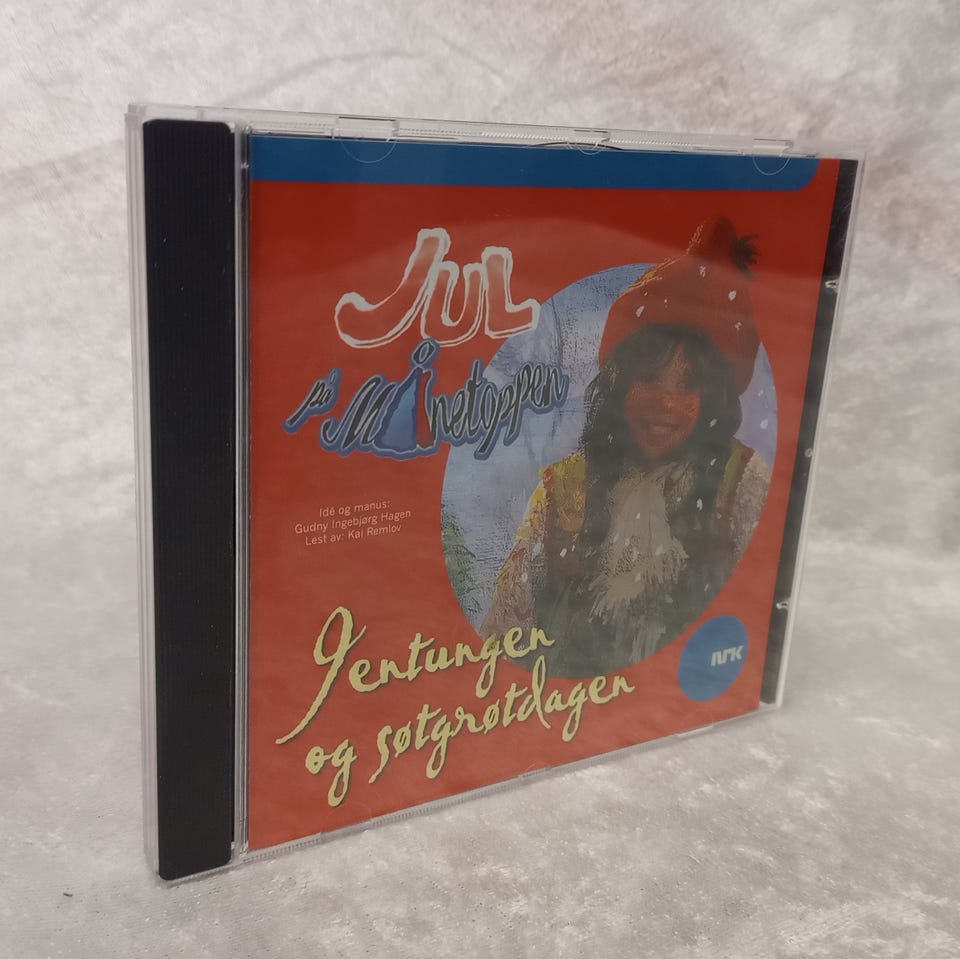 Jul
på Månetoppen
Idé og manus:
Gudny Ingebjørg Hagen
Lest av: Kai Remlov
Jentungen
og søtgrøtdagen
NRK